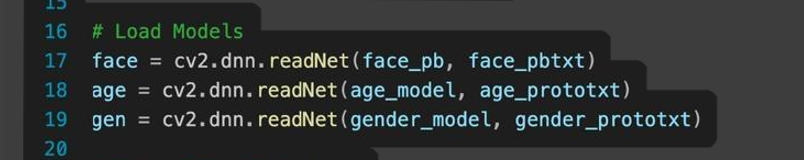 15
16 # Load Models
17 face = cv2.dnn.readNet(face_pb, face_pbtxt)
18 age = cv2.dnn.readNet(age_model, age_prototxt)
19 gen = cv2.dnn.readNet(gender_model, gender_prototxt)
20